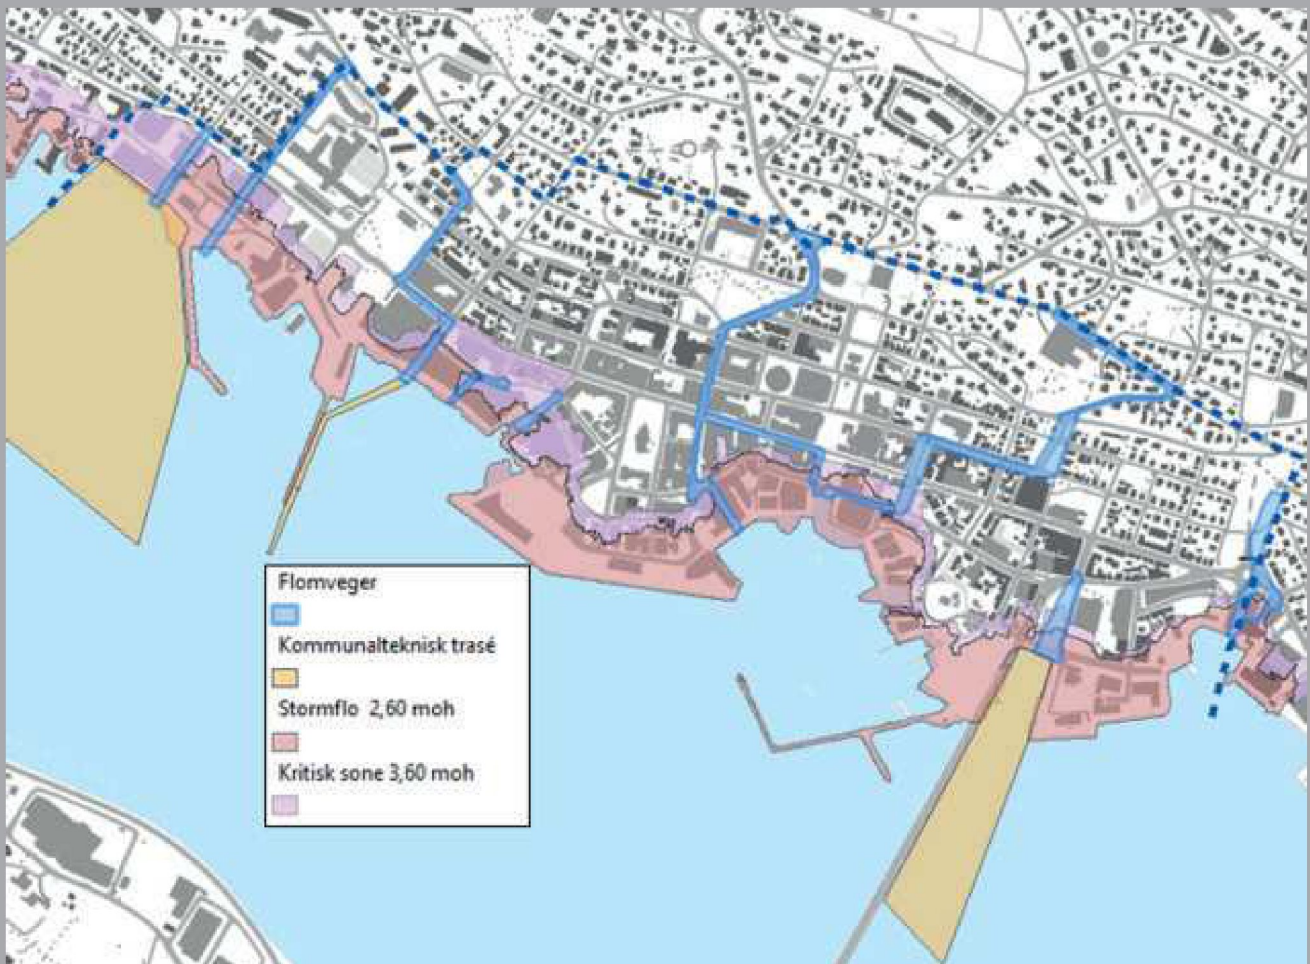 Flomveger
Kommunalteknisk trasé
Stormflo 2,60 moh
Kritisk sone 3,60 moh